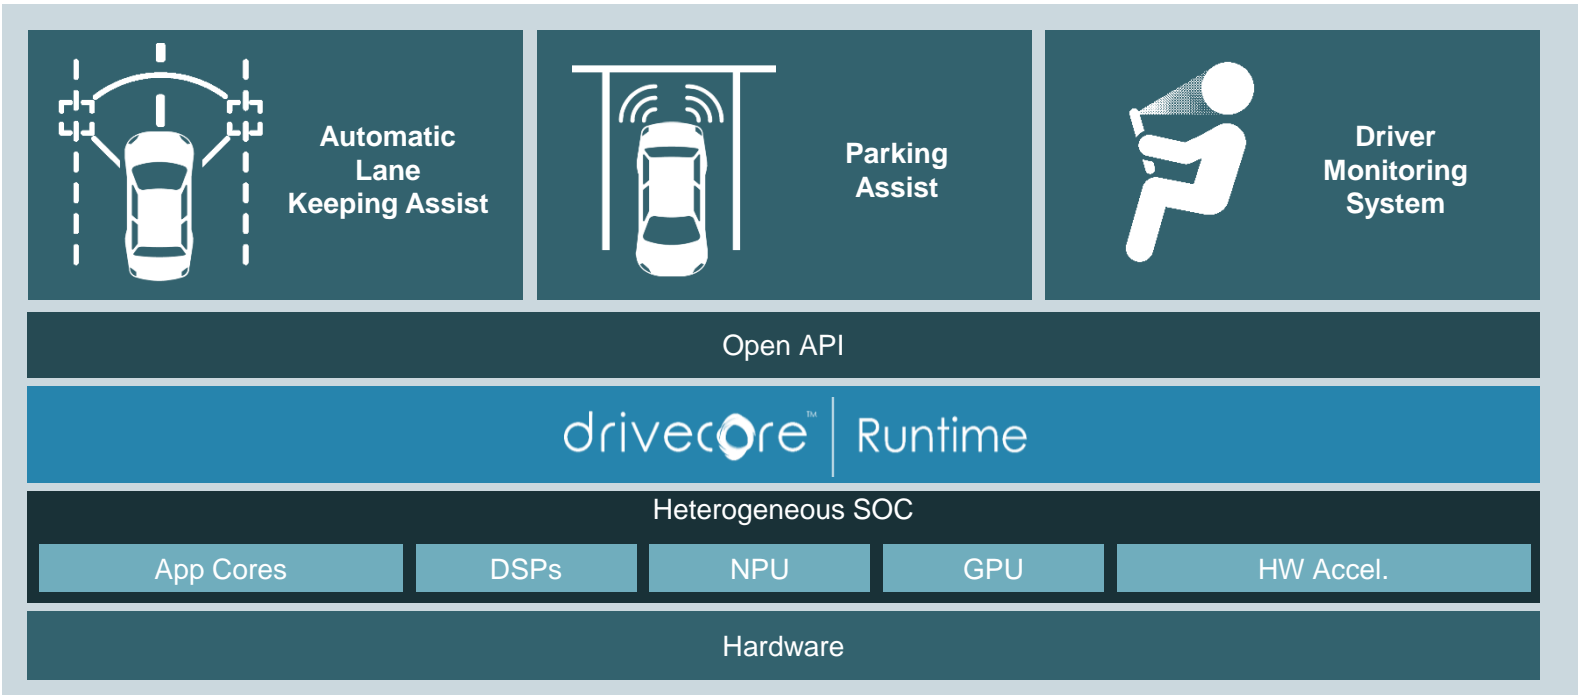 Automatic
Lane
Keeping Assist
Parking
Assist
Driver
Monitoring
System
Open API
drivecore™ Runtime
Heterogeneous SOC
App Cores
DSPs
NPU
GPU
HW Accel.
Hardware